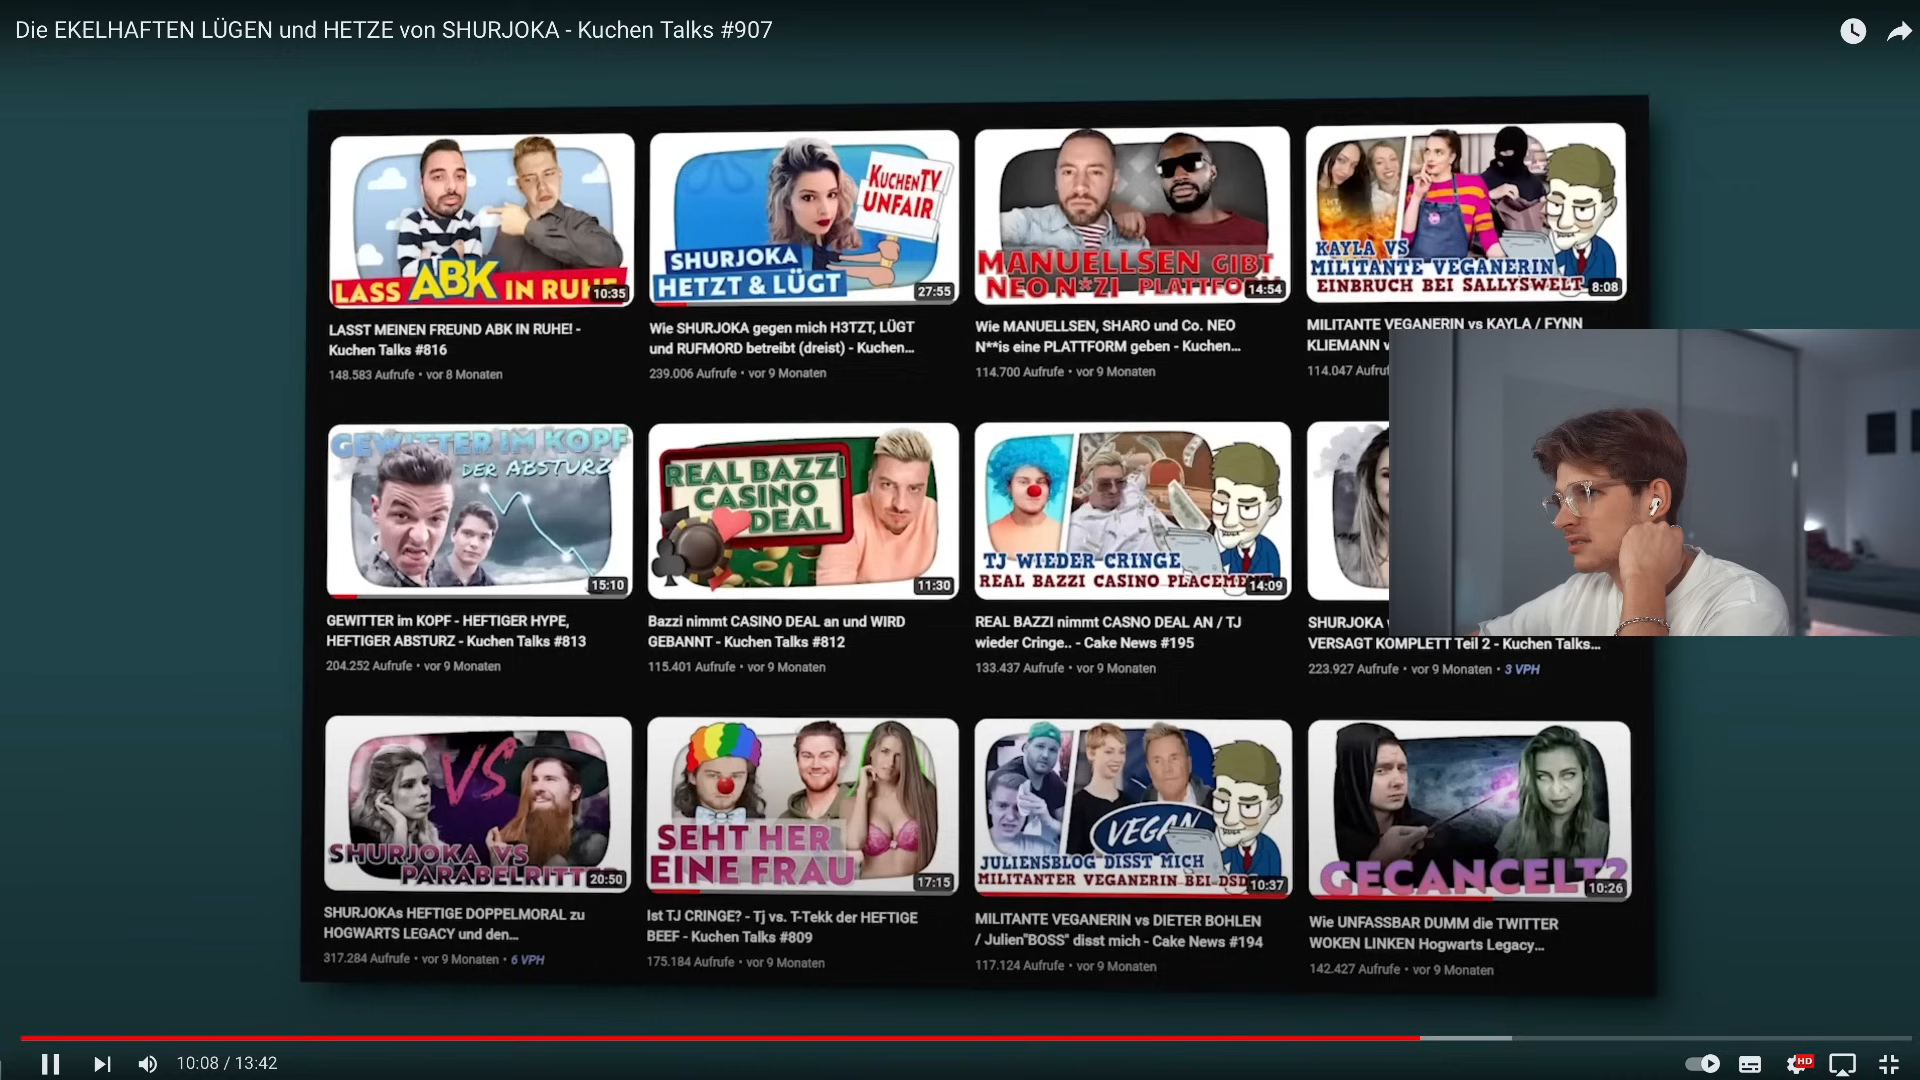 Die EKELHAFTEN LÜGEN und HETZE von SHURJOKA - Kuchen Talks #907
LASS ABK IN RUHE
10:35
KUCHENTV
UNFAIR
SHURJOKA
HETZT & LÜGT
27:55
MANUELLSEN GIBT
NEO N*ZI PLATTFO
14:54
KAYLA VS
MILITANTE VEGANERIN
EINBRUCH BEI SALLYSWELT
8:08
LASST MEINEN FREUND ABK IN RUHE! -
Kuchen Talks #816
148.583 Aufrufe • vor 8 Monaten
Wie SHURJOKA gegen mich H3TZT, LÜGT
und RUFMORD betreibt (dreist) - Kuchen...
239.006 Aufrufe • vor 9 Monaten
Wie MANUELLSEN, SHARO und Co. NEO
N**is eine PLATTFORM geben - Kuchen...
114.700 Aufrufe • vor 9 Monaten
MILITANTE VEGANERIN vs KAYLA / FYNN
KLIEMANN
114.047
GEWITTER IM KOPF
DER ABSTURZ
15:10
REAL BAZZI
CASINO
DEAL
11:30
TJ WIEDER CRINGE
REAL BAZZI CASINO PLACEMENT
14:09
GEWITTER im KOPF - HEFTIGER HYPE,
HEFTIGER ABSTURZ - Kuchen Talks #813
204.252 Aufrufe • vor 9 Monaten
Bazzi nimmt CASINO DEAL an und WIRD
GEBANNT - Kuchen Talks #812
115.401 Aufrufe • vor 9 Monaten
REAL BAZZI nimmt CASNO DEAL AN / TJ
wieder Cringe.. - Cake News #195
133.437 Aufrufe • vor 9 Monaten
SHURJOKA
VERSAGT KOMPLETT Teil 2 - Kuchen Talks...
223.927 Aufrufe • vor 9 Monaten • 3 VPH
VS
SHURJOKA VS
PARABELRITT
20:50
SEHT HER
EINE FRAU
17:15
VEGAN
JULIENSBLOG DISST MICH
MILITANTER VEGANERIN BEI DSD
10:37
GECANCELT?
10:26
SHURJOKAs HEFTIGE DOPPELMORAL zu
HOGWARTS LEGACY und den...
317.284 Aufrufe • vor 9 Monaten • 6 VPH
Ist TJ CRINGE? - Tj vs. T-Tekk der HEFTIGE
BEEF - Kuchen Talks #809
175.184 Aufrufe • vor 9 Monaten
MILITANTE VEGANERIN vs DIETER BOHLEN
/ Julien"BOSS" disst mich - Cake News #194
117.124 Aufrufe • vor 9 Monaten
Wie UNFASSBAR DUMM die TWITTER
WOKEN LINKEN Hogwarts Legacy...
142.427 Aufrufe • vor 9 Monaten
10:08 / 13:42
HD